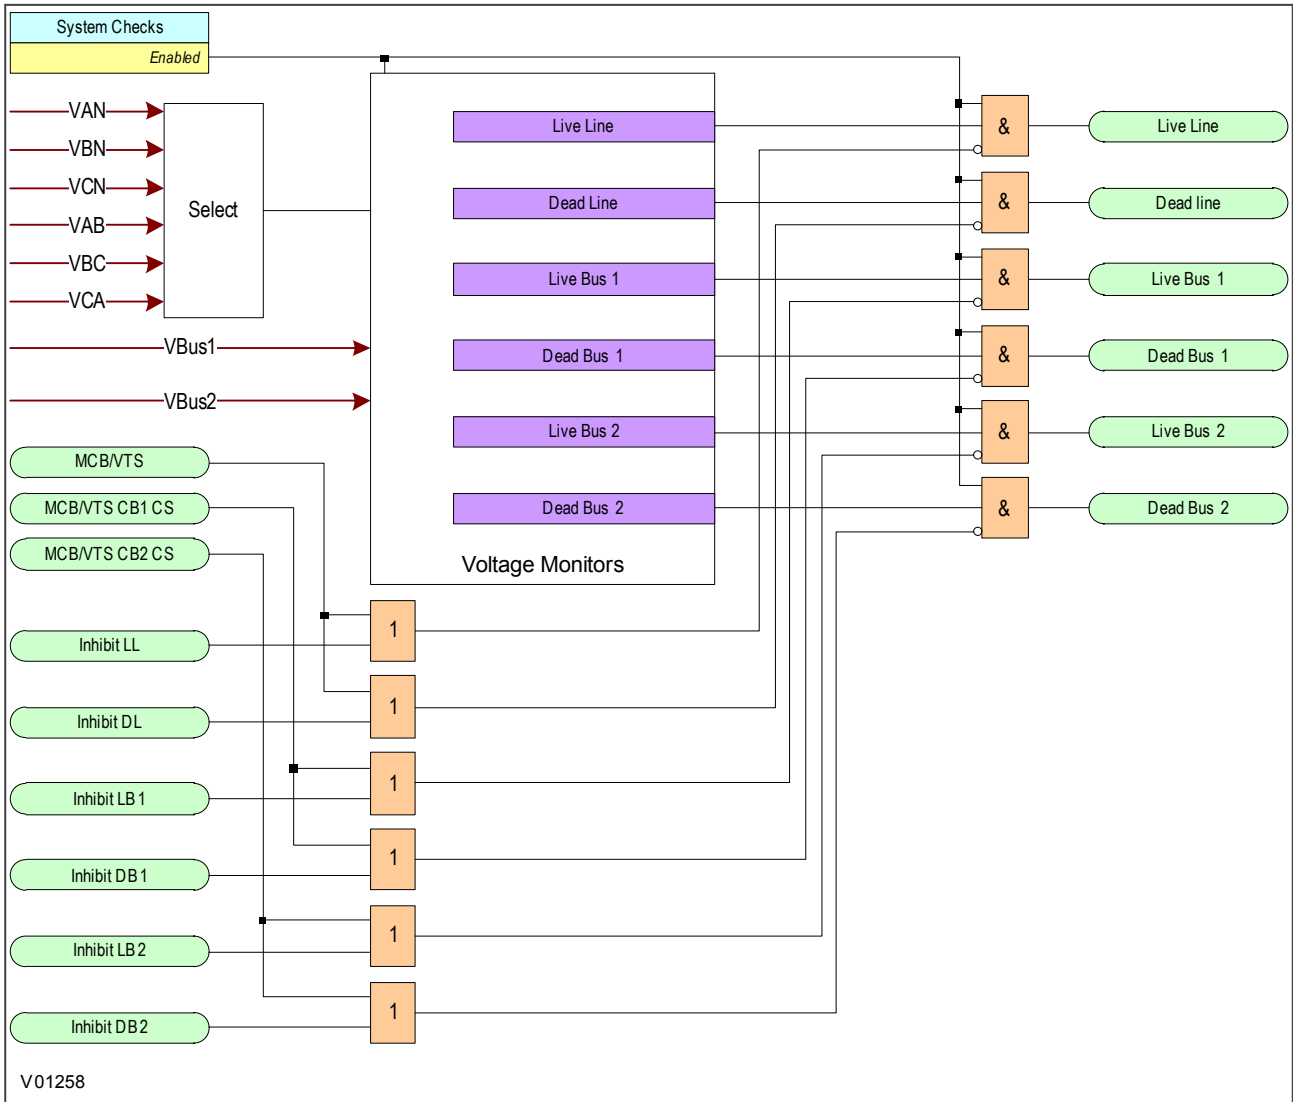 System Checks
Enabled
VAN
VBN
VCN
VAB
VBC
VCA
Select
VBus1
VBus2
Live Line
Dead Line
Live Bus 1
Dead Bus 1
Live Bus 2
Dead Bus 2
Voltage Monitors
&
&
&
&
&
&
Live Line
Dead line
Live Bus 1
Dead Bus 1
Live Bus 2
Dead Bus 2
MCB/VTS
MCB/VTS CB1 CS
MCB/VTS CB2 CS
Inhibit LL
Inhibit DL
Inhibit LB1
Inhibit DB1
Inhibit LB2
Inhibit DB2
1
1
1
1
1
1
V01258